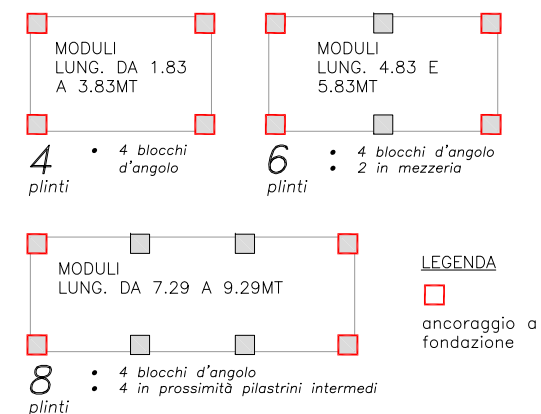 MODULI
LUNG. DA 1.83
A 3.83MT
4
plinti
• 4 blocchi
d'angolo
MODULI
LUNG. 4.83 E
5.83MT
6
plinti
• 4 blocchi d'angolo
• 2 in mezzeria
MODULI
LUNG. DA 7.29 A 9.29MT
8
plinti
• 4 blocchi d'angolo
• 4 in prossimità pilastrini intermedi
LEGENDA
ancoraggio a
fondazione